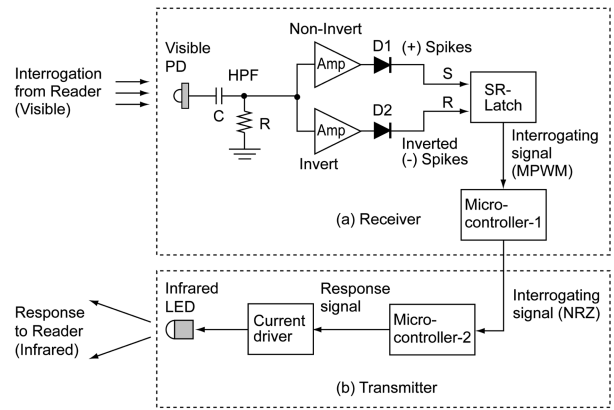 Non-Invert
Visible
PD
D1
(+) Spikes
Interrogation
from Reader
(Visible)
HPF
Amp
S
SR-
Latch
C
R
D2
R
Amp
Invert
Inverted
(-) Spikes
Interrogating
signal
(MPWM)
Micro-
controller-1
(a) Receiver
Infrared
LED
Response
signal
Interrogating
signal (NRZ)
Response
to Reader
(Infrared)
Current
driver
Micro-
controller-2
(b) Transmitter